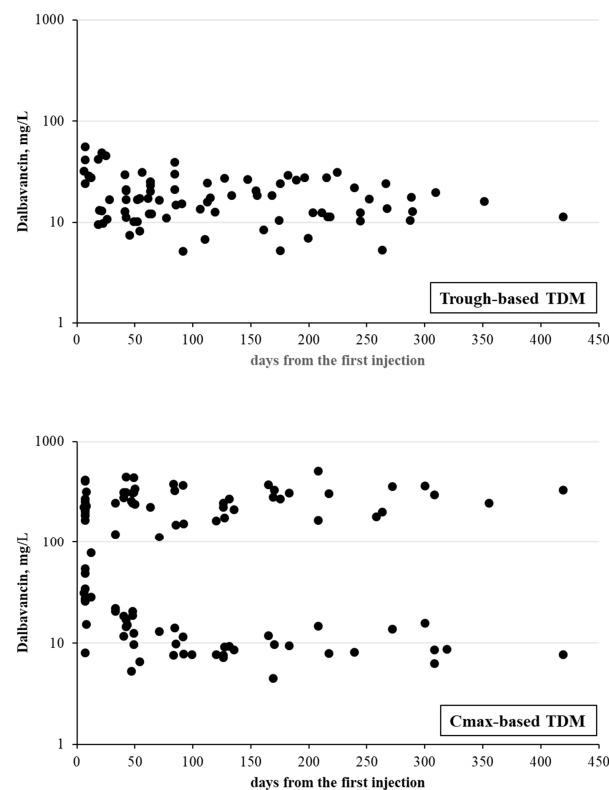 1000
100
10
1
Dalbavancin, mg/L
Trough-based TDM
0 50 100 150 200 250 300 350 400 450
days from the first injection
1000
100
10
1
Dalbavancin, mg/L
Cmax-based TDM
0 50 100 150 200 250 300 350 400 450
days from the first injection